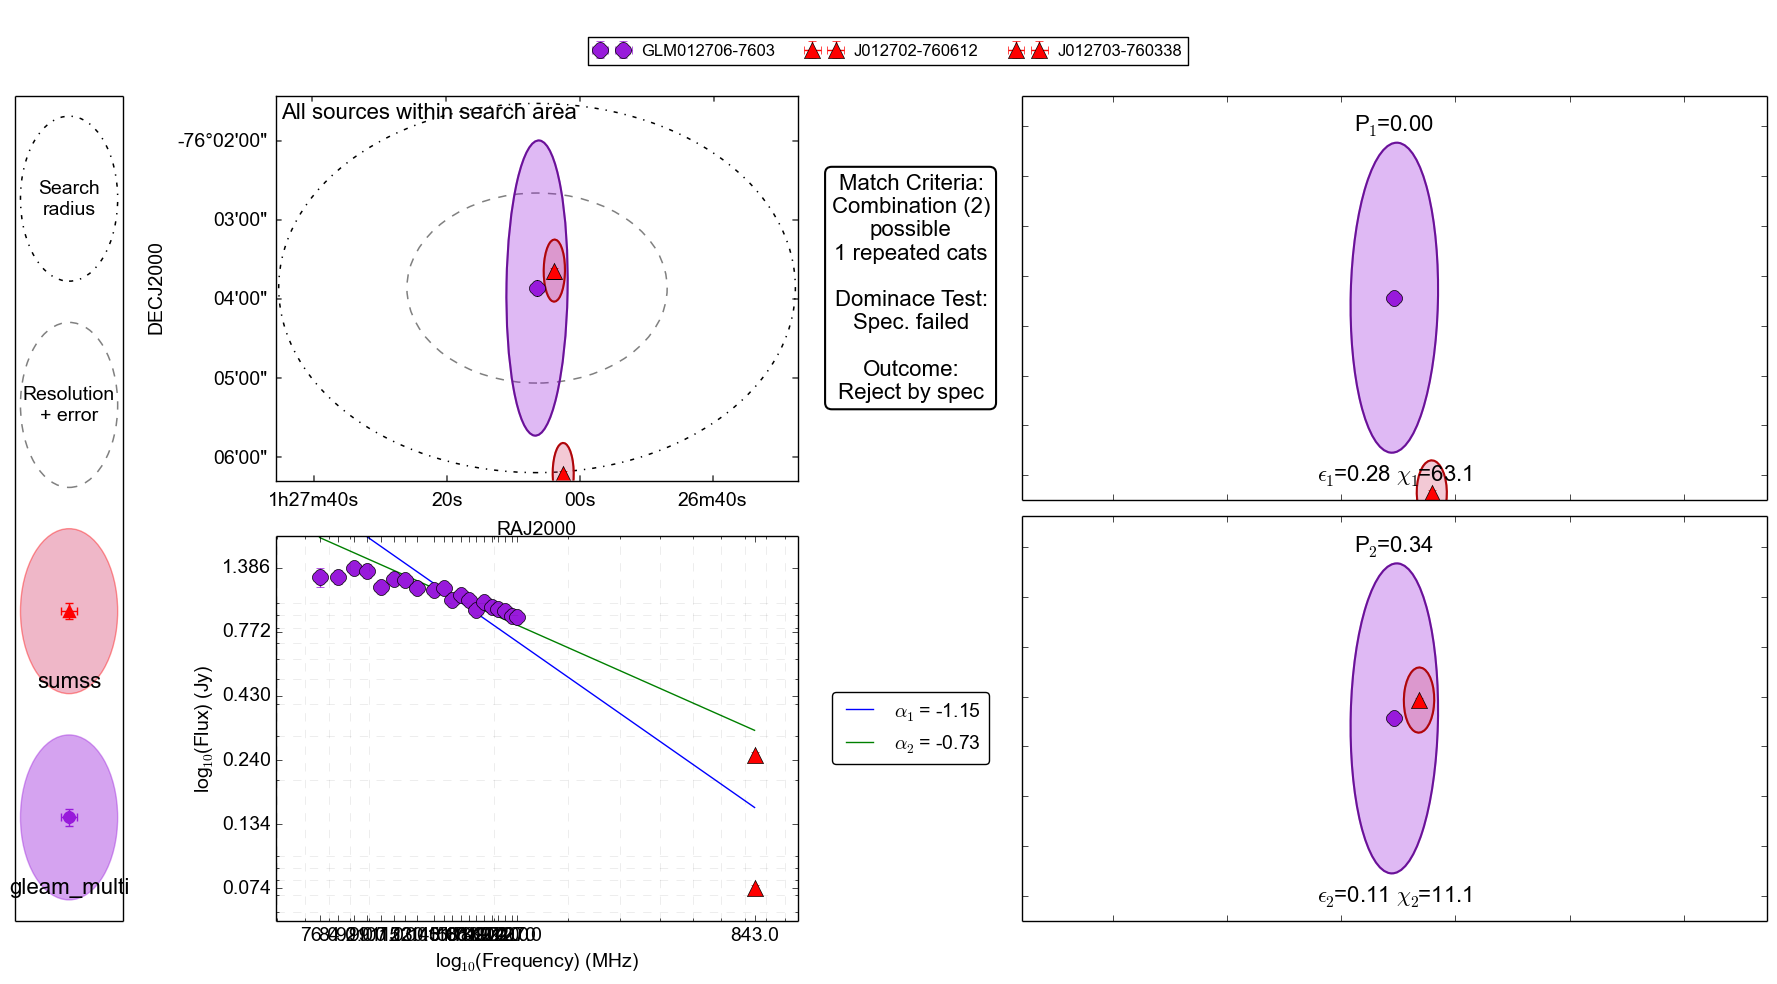 GLM012706-7603
J012702-760612
J012703-760338
Search
radius
Resolution
+ error
sumss
gleam_multi
All sources within search area
DECJ2000
-76°02'00"
03'00"
04'00"
05'00"
06'00"
1h27m40s
20s
00s
26m40s
RAJ2000
Match Criteria:
Combination (2)
possible
1 repeated cats
Dominace Test:
Spec. failed
Outcome:
Reject by spec
P1=0.00
ϵ1=0.28 χ1=63.1
P2=0.34
ϵ2=0.11 χ2=11.1
log10(Flux) (Jy)
1.386
0.772
0.430
0.240
0.134
0.074
843.0
log10(Frequency) (MHz)
α1 = -1.15
α2 = -0.73